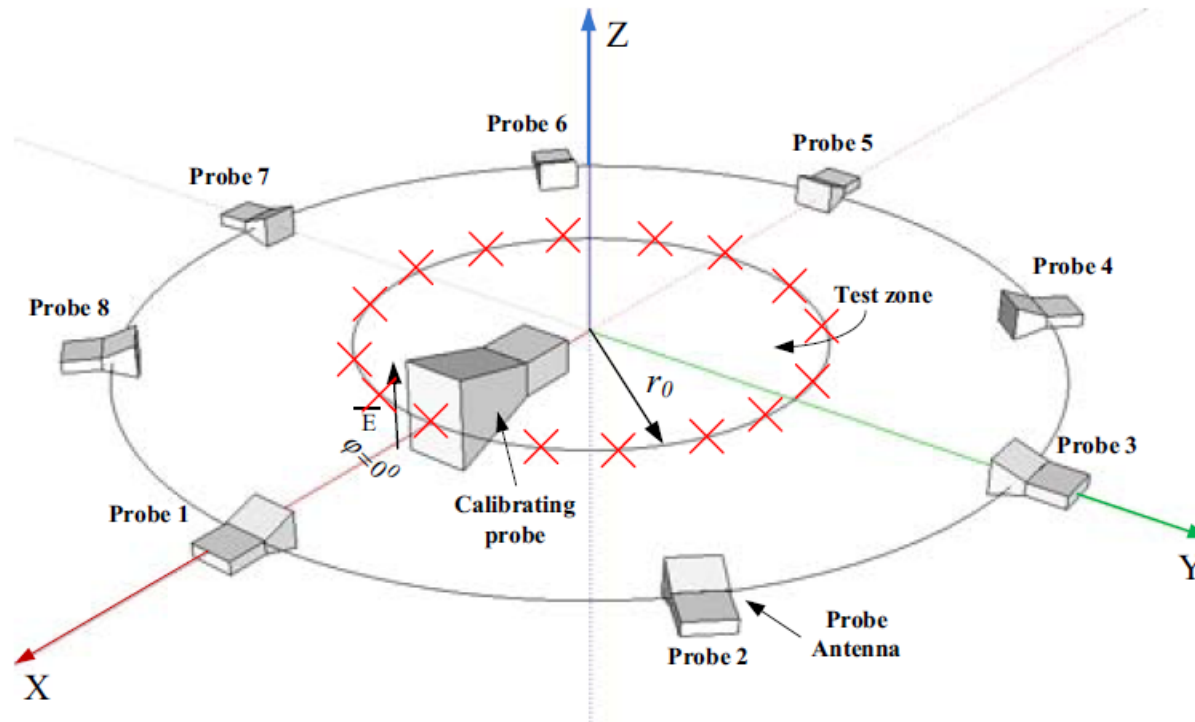 Z
Probe 6
Probe 5
Probe 7
Probe 4
Probe 8
Test zone
r0
E
φ=0⁰
Probe 3
Calibrating
probe
Probe 1
Y
Probe
Antenna
Probe 2
X